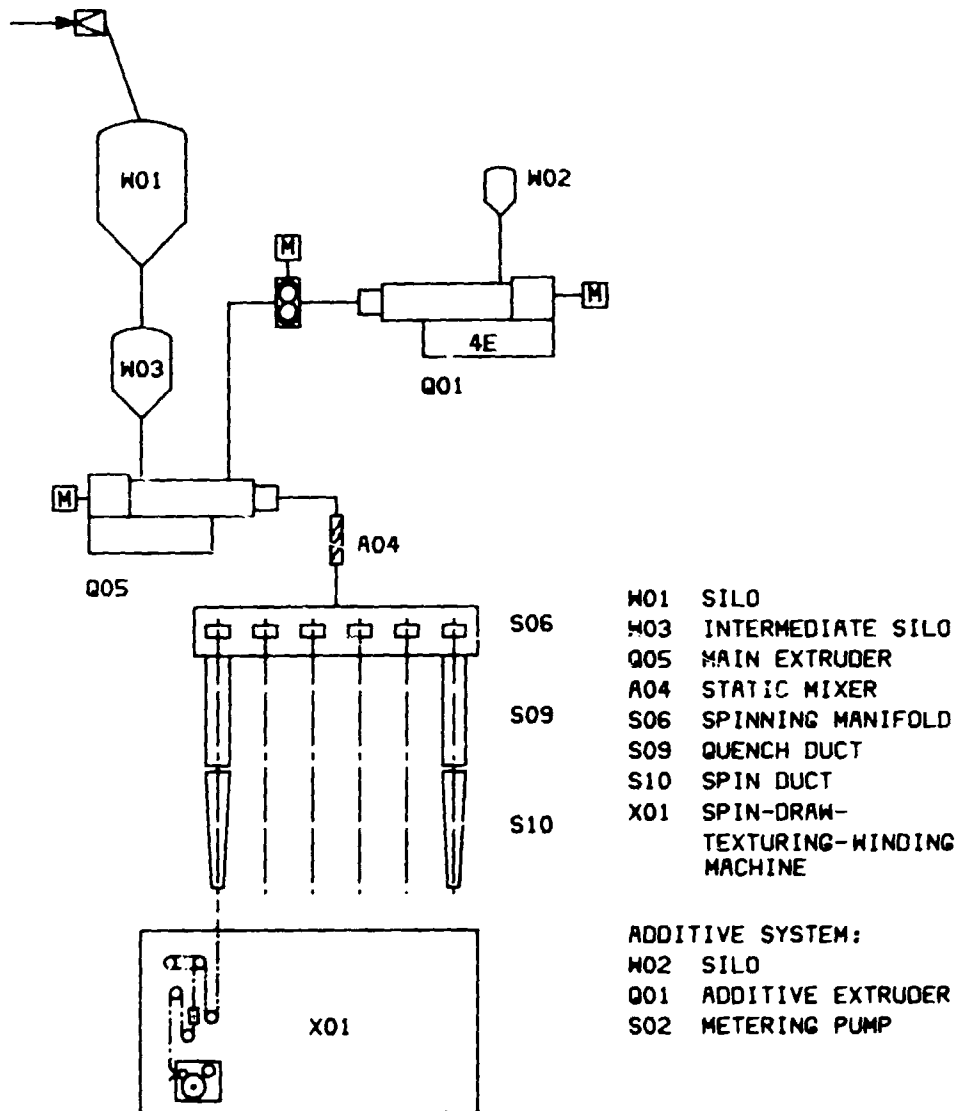 W01
W02
M
M
4E
W03
Q01
M
A04
Q05
S06
S09
S10
X01
W01 SILO
W03 INTERMEDIATE SILO
Q05 MAIN EXTRUDER
A04 STATIC MIXER
S06 SPINNING MANIFOLD
S09 QUENCH DUCT
S10 SPIN DUCT
X01 SPIN-DRAW-
TEXTURING-WINDING
MACHINE
ADDITIVE SYSTEM:
W02 SILO
Q01 ADDITIVE EXTRUDER
S02 METERING PUMP